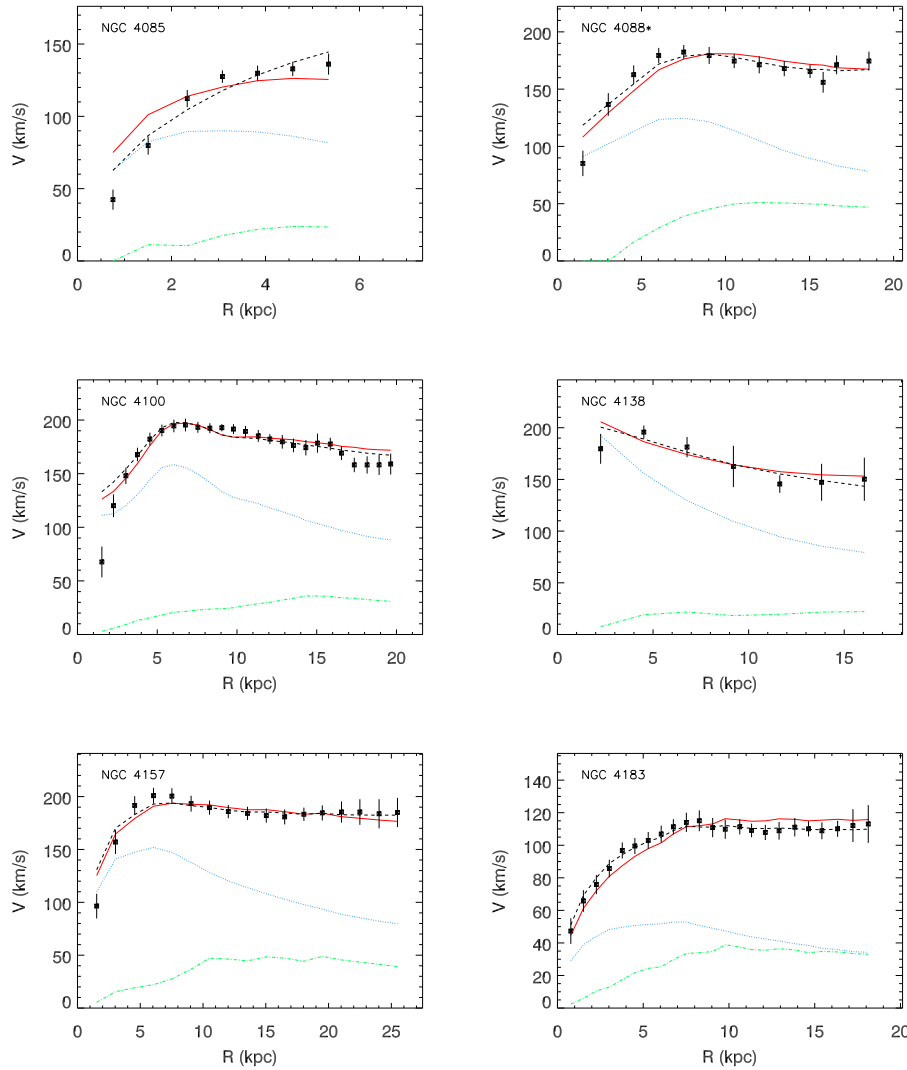 NGC 4085
150
100
50
0
V (km/s)
0 2 4 6
R (kpc)
NGC 4088*
200
150
100
50
0
V (km/s)
0 5 10 15 20
R (kpc)
NGC 4100
200
150
100
50
0
V (km/s)
0 5 10 15 20
R (kpc)
NGC 4138
200
150
100
50
0
V (km/s)
0 5 10 15
R (kpc)
NGC 4157
200
150
100
50
0
V (km/s)
0 5 10 15 20 25
R (kpc)
NGC 4183
140
120
100
80
60
40
20
0
V (km/s)
0 5 10 15 20
R (kpc)